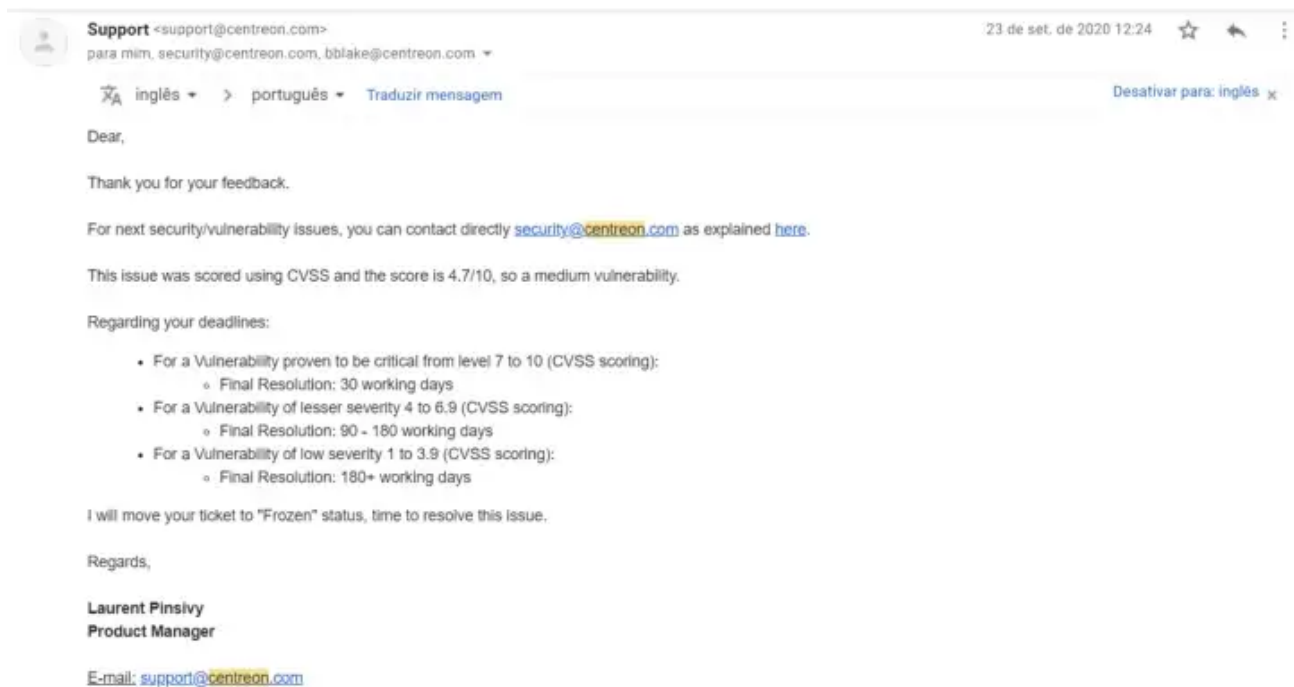 Support <support@centreon.com>
23 de set. de 2020 12:24
para mim, security@centreon.com, bblake@centreon.com
inglês > português Traduzir mensagem
Desativar para: inglês x
Dear,
Thank you for your feedback.
For next security/vulnerability issues, you can contact directly security@centreon.com as explained here.
This issue was scored using CVSS and the score is 4.7/10, so a medium vulnerability.
Regarding your deadlines:
• For a Vulnerability proven to be critical from level 7 to 10 (CVSS scoring):
◦ Final Resolution: 30 working days
• For a Vulnerability of lesser severity 4 to 6.9 (CVSS scoring):
◦ Final Resolution: 90 - 180 working days
• For a Vulnerability of low severity 1 to 3.9 (CVSS scoring):
◦ Final Resolution: 180+ working days
I will move your ticket to "Frozen" status, time to resolve this issue.
Regards,
Laurent Pinsivy
Product Manager
E-mail: support@centreon.com